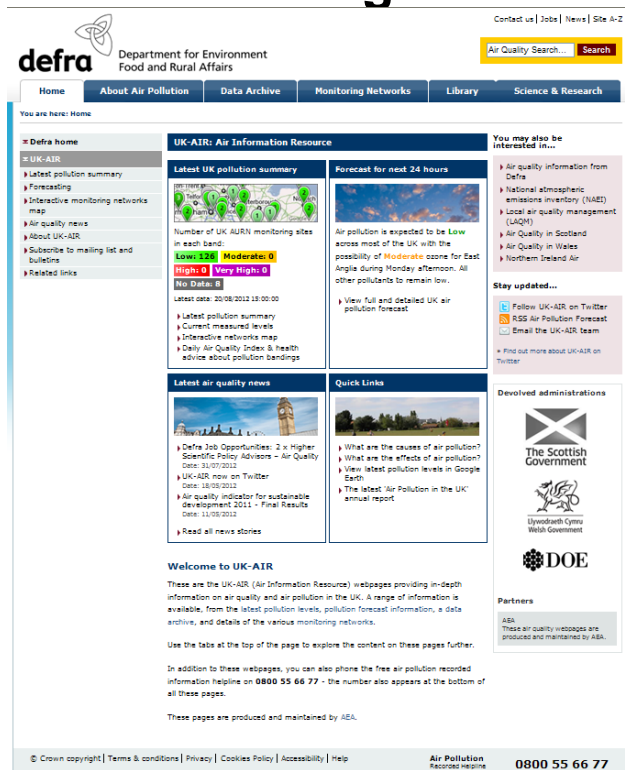 g
Contact us | Jobs | News | Site A-Z
defra
Department for Environment
Food and Rural Affairs
Air Quality Search... Search
Home About Air Pollution Data Archive Monitoring Networks Library Science & Research
You are here: Home
Defra home
UK-AIR
Latest pollution summary
Forecasting
Interactive monitoring networks
map
Air quality news
About UK-AIR
Subscribe to mailing list and
bulletins
Related links
UK-AIR: Air Information Resource
Latest UK pollution summary
Number of UK AURN monitoring sites
in each band:
Low: 126 Moderate: 0
High: 0 Very High: 0
No Data: 8
Latest data: 20/08/2012 13:00:00
Latest pollution summary
Current measured levels
Interactive networks map
Daily Air Quality Index & health
advice about pollution bandings
Forecast for next 24 hours
Air pollution is expected to be Low
across most of the UK with the
possibility of Moderate ozone for East
Anglia during Monday afternoon. All
other pollutants to remain low.
View full and detailed UK air
pollution forecast
Latest air quality news
Defra Job Opportunities: 2 x Higher
Scientific Policy Advisors – Air Quality
Date: 31/07/2012
UK-AIR now on Twitter
Date: 18/05/2012
Air quality indicator for sustainable
development 2011 - Final Results
Date: 11/05/2012
Read all news stories
Quick Links
What are the causes of air pollution?
What are the effects of air pollution?
View latest pollution levels in Google
Earth
The latest 'Air Pollution in the UK'
annual report
Welcome to UK-AIR
These are the UK-AIR (Air Information Resource) webpages providing in-depth
information on air quality and air pollution in the UK. A range of information is
available, from the latest pollution levels, pollution forecast information, a data
archive, and details of the various monitoring networks.
Use the tabs at the top of the page to explore the content on these pages further.
In addition to these webpages, you can also phone the free air pollution recorded
information helpline on 0800 55 66 77 - the number also appears at the bottom of
all these pages.
These pages are produced and maintained by AEA.
You may also be
interested in...
Air quality information from
Defra
National atmospheric
emissions inventory (NAEI)
Local air quality management
(LAQM)
Air Quality in Scotland
Air Quality in Wales
Northern Ireland Air
Stay updated...
Follow UK-AIR on Twitter
RSS Air Pollution Forecast
Email the UK-AIR team
» Find out more about UK-AIR on
Twitter
Devolved administrations
The Scottish
Government
Llywodraeth Cymru
Welsh Government
DOE
Partners
AEA
These air quality webpages are
produced and maintained by AEA.
© Crown copyright | Terms & conditions | Privacy | Cookies Policy | Accessibility | Help
Air Pollution
Recorded Helpline
0800 55 66 77